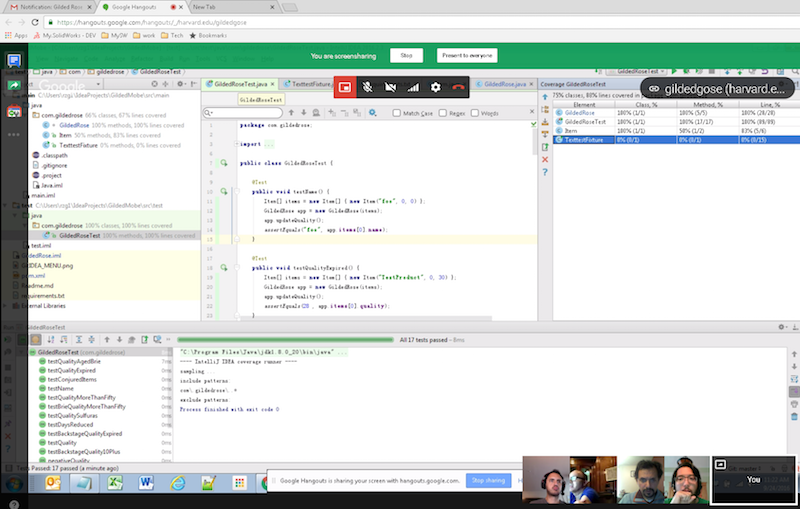 Notification: Gilded Rose
Google Hangouts
New Tab
https://hangouts.google.com/hangouts/_/harvard.edu/gildedgose
Apps
My.SolidWorks - DEV
MySW
work
Tech
Bookmarks
You are screensharing
Stop
Present to everyone
java
com
gildedrose
GildedRoseTest
GildedRoseTest
GildedRoseTest.java
TexttestFixture
GildedRose.java
Coverage GildedRoseTest
gildedgose (harvard.e...
Google
GildedRoseTest
75% classes, 88% lines covered in
Element
Class, %
Method, %
Line, %
GildedRose
100% (1/1)
100% (5/5)
100% (28/28)
GildedRoseTest
100% (1/1)
100% (17/17)
100% (89/89)
Item
100% (1/1)
50% (1/2)
83% (5/6)
TexttestFixture
0% (0/1)
0% (0/1)
0% (0/15)
main C:\Users\rog1\IdeaProjects\GildedMobe\src\main
java
com.gildedrose 66% classes, 67% lines covered
GildedRose 100% methods, 100% lines covered
Item 50% methods, 83% lines covered
TexttestFixture 0% methods, 0% lines covered
.classpath
.gitignore
.project
Java.iml
main.iml
test C:\Users\rog1\IdeaProjects\GildedMobe\src\test
java
com.gildedrose 100% classes, 100% lines covered
GildedRoseTest 100% methods, 100% lines covered
test.iml
GildedRose.iml
GUIDEA_MENU.png
pom.xml
Readme.md
requirements.txt
External Libraries
Match Case
Regex
Words
package com.gildedrose;
import ...
public class GildedRoseTest {
@Test
public void testName() {
Item[] items = new Item[] { new Item("foo", 0, 0) };
GildedRose app = new GildedRose(items);
app.updateQuality();
assertEquals("foo", app.items[0].name);
}
@Test
public void testQualityExpired() {
Item[] items = new Item[] { new Item("TestProduct", 0, 30) };
GildedRose app = new GildedRose(items);
app.updateQuality();
assertEquals(28 , app.items[0].quality);
}
Run
GildedRoseTest
All 17 tests passed - 8ms
GildedRoseTest (com.gildedrose)
testQualityAgedBrie
testQualityExpired
testConjuredItems
testName
testQualityMoreThanFifty
testBrieQualityMoreThanFifty
testQualitySulfuras
testDaysReduced
testBackstageQualityExpired
testQuality
testBackstageQuality10Plus
negativeQuality
"C:\Program Files\Java\jdk1.8.0_20\bin\java" ...
---- IntelliJ IDEA coverage runner ----
sampling ...
include patterns:
com\.gildedrose\..*
exclude patterns:
Process finished with exit code 0
Tests Passed: 17 passed (a minute ago)
Google Hangouts is sharing your screen with hangouts.google.com.
Stop sharing
You